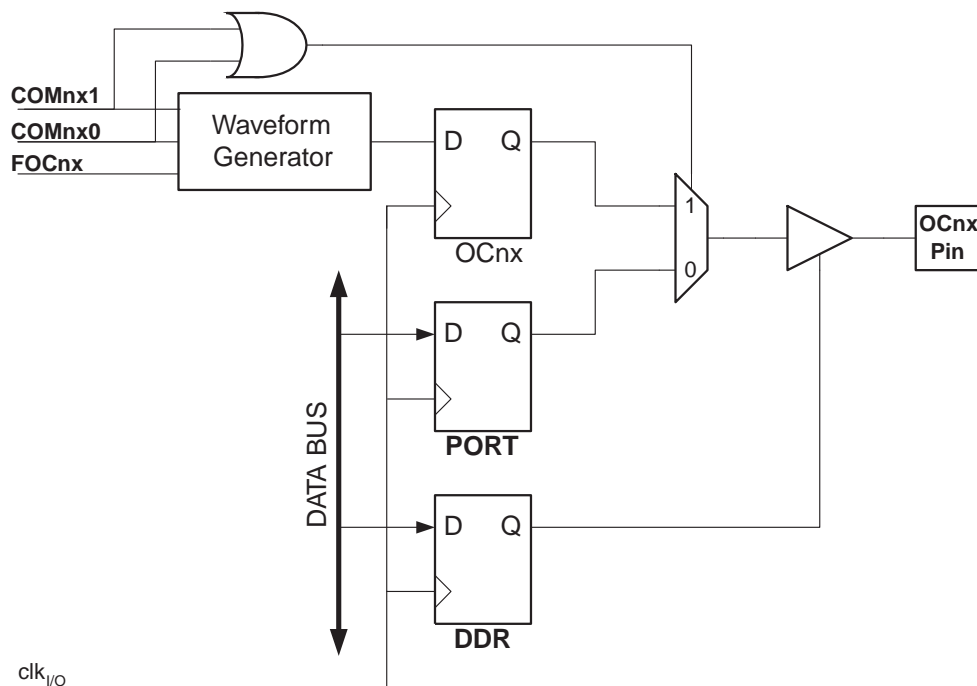 COMnx1
COMnx0
FOCnx
Waveform
Generator
D Q
OCnx
1
0
OCnx
Pin
DATA BUS
D Q
PORT
D Q
DDR
clkI/O